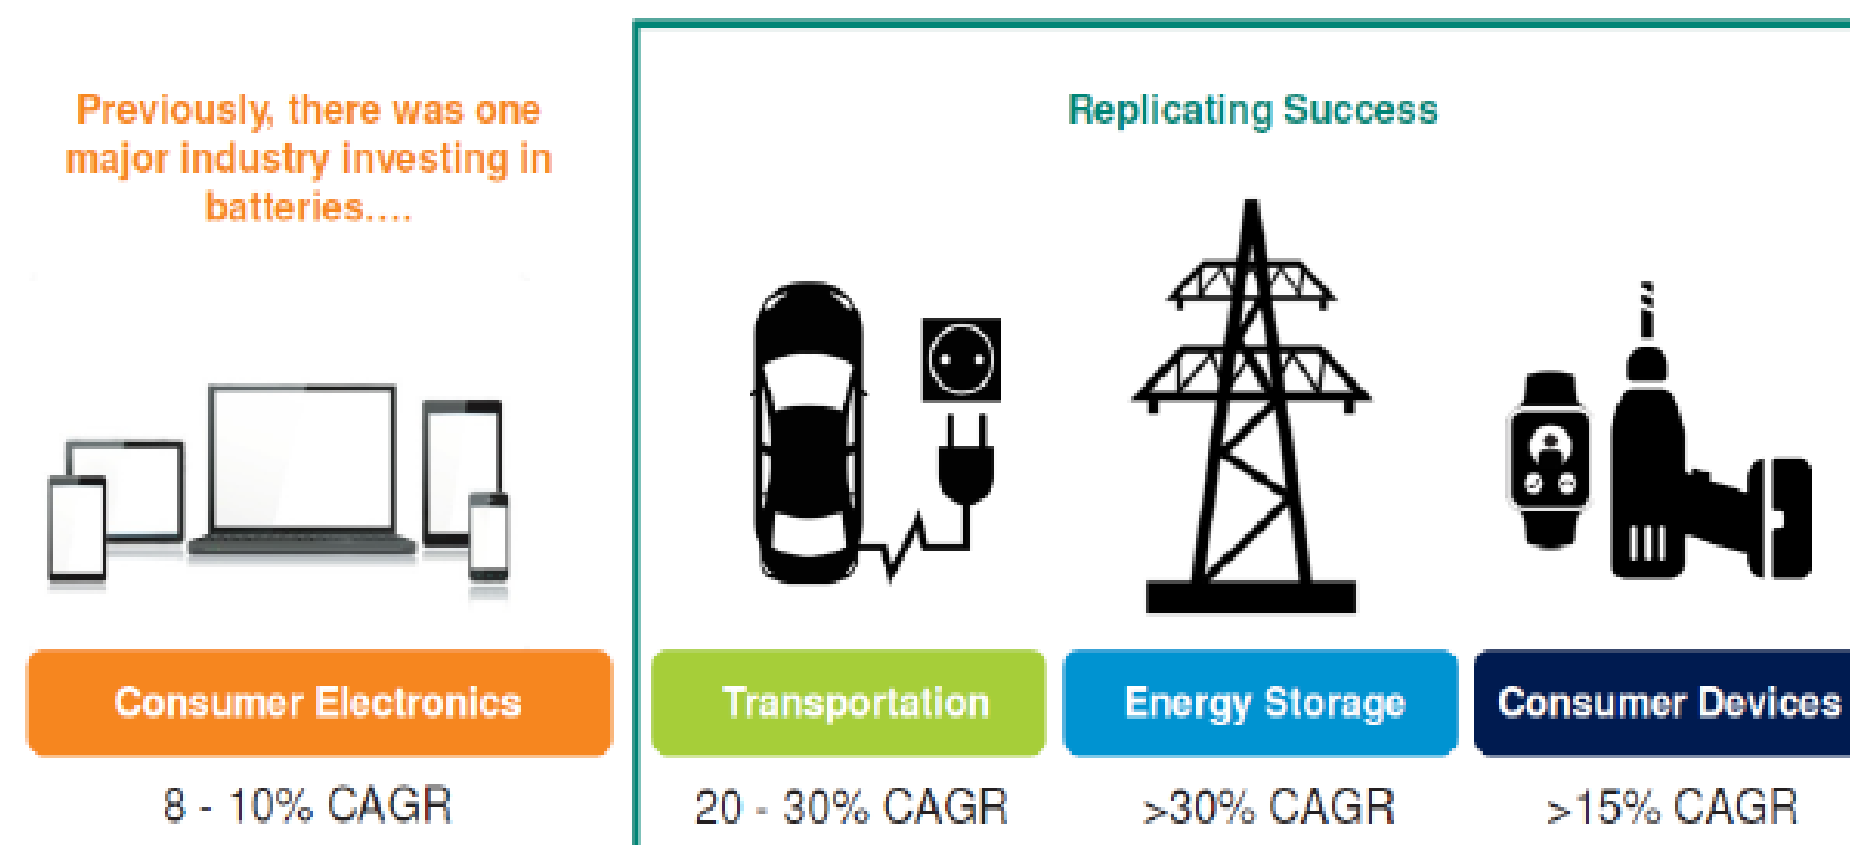 Previously, there was one
major industry investing in
batteries....
Consumer Electronics
8 - 10% CAGR
Replicating Success
Transportation
20 - 30% CAGR
Energy Storage
>30% CAGR
Consumer Devices
>15% CAGR